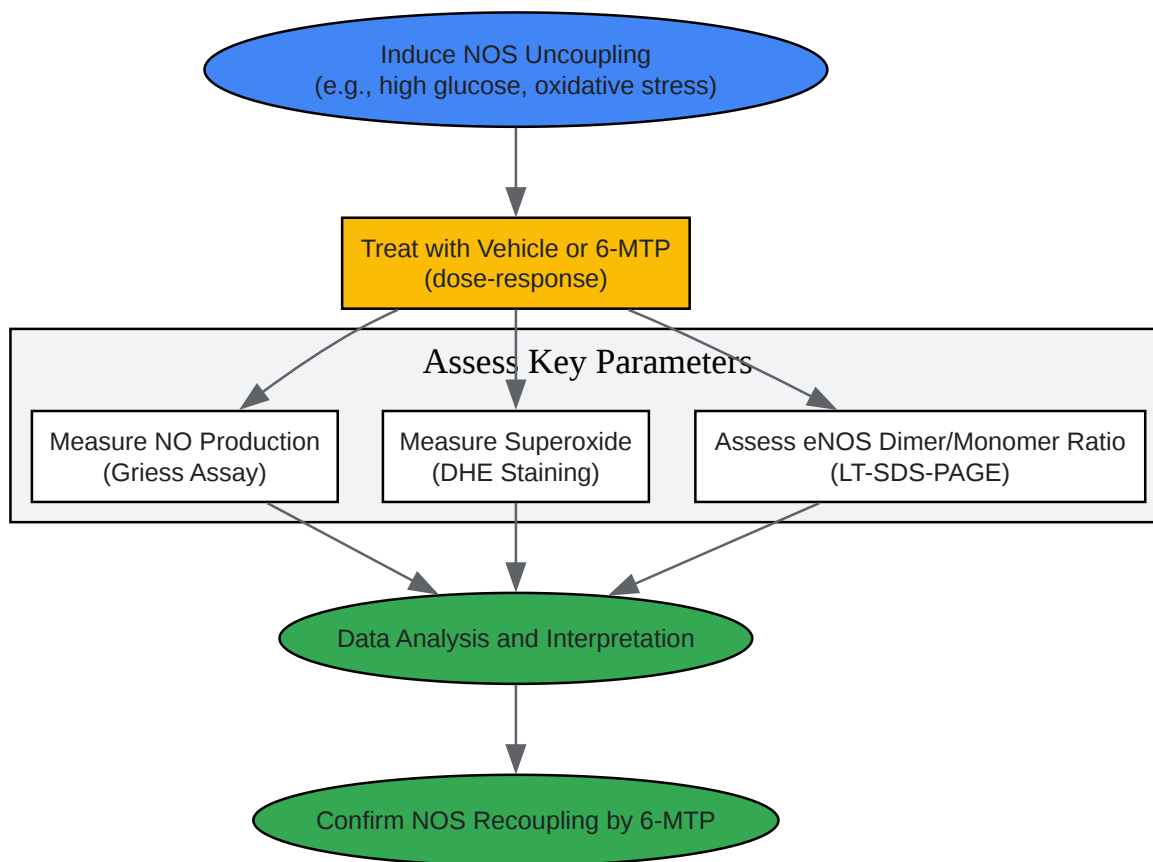 Induce NOS Uncoupling
(e.g., high glucose, oxidative stress)
Treat with Vehicle or 6-MTP
(dose-response)
Assess Key Parameters
Measure NO Production
(Griess Assay)
Measure Superoxide
(DHE Staining)
Assess eNOS Dimer/Monomer Ratio
(LT-SDS-PAGE)
Data Analysis and Interpretation
Confirm NOS Recoupling by 6-MTP